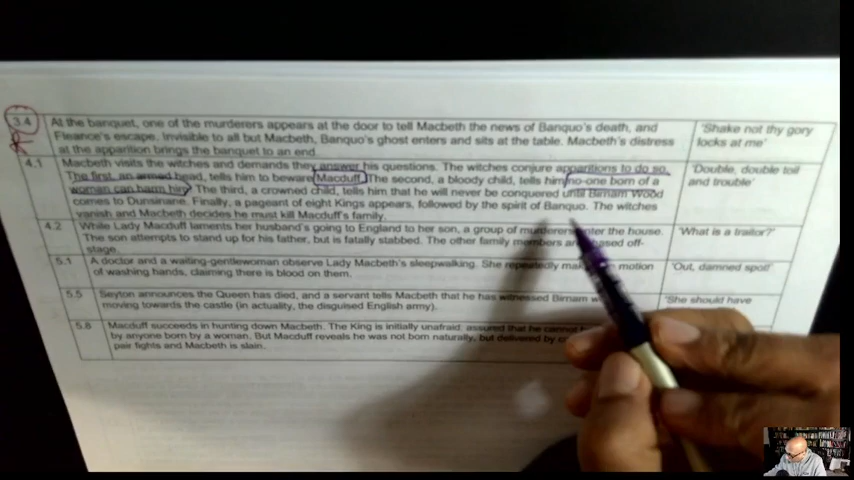 3.4 At the banquet, one of the murderers appears at the door to tell Macbeth the news of Banquo's death, and 'Shake not thy gory
Fleance's escape. Invisible to all but Macbeth, Banquo's ghost enters and sits at the table. Macbeth's distress locks at me'
at the apparition brings the banquet to an end.
4.1 Macbeth visits the witches and demands they answer his questions. The witches conjure apparitions to do so. 'Double, double toil
The first, an armed head, tells him to beware Macduff. The second, a bloody child, tells him no-one born of a and trouble'
woman can harm him. The third, a crowned child, tells him that he will never be conquered until Birnam Wood
comes to Dunsinane. Finally, a pageant of eight Kings appears, followed by the spirit of Banquo. The witches
vanish and Macbeth decides he must kill Macduff's family.
4.2 While Lady Macduff laments her husband's going to England to her son, a group of murderers enter the house. 'What is a traitor?'
The son attempts to stand up for his father, but is fatally stabbed. The other family members are chased off-
stage.
5.1 A doctor and a waiting-gentlewoman observe Lady Macbeth's sleepwalking. She repeatedly motion 'Out, damned spot!'
of washing hands, claiming there is blood on them.
5.5 Seyton announces the Queen has died, and a servant tells Macbeth that he has witnessed Birnam 'She should have
moving towards the castle (in actuality, the disguised English army).
5.8 Macduff succeeds in hunting down Macbeth. The King is initially unafraid: assured that he cannot
by anyone born by a woman. But Macduff reveals he was not born naturally, but delivered by
pair fights and Macbeth is slain.